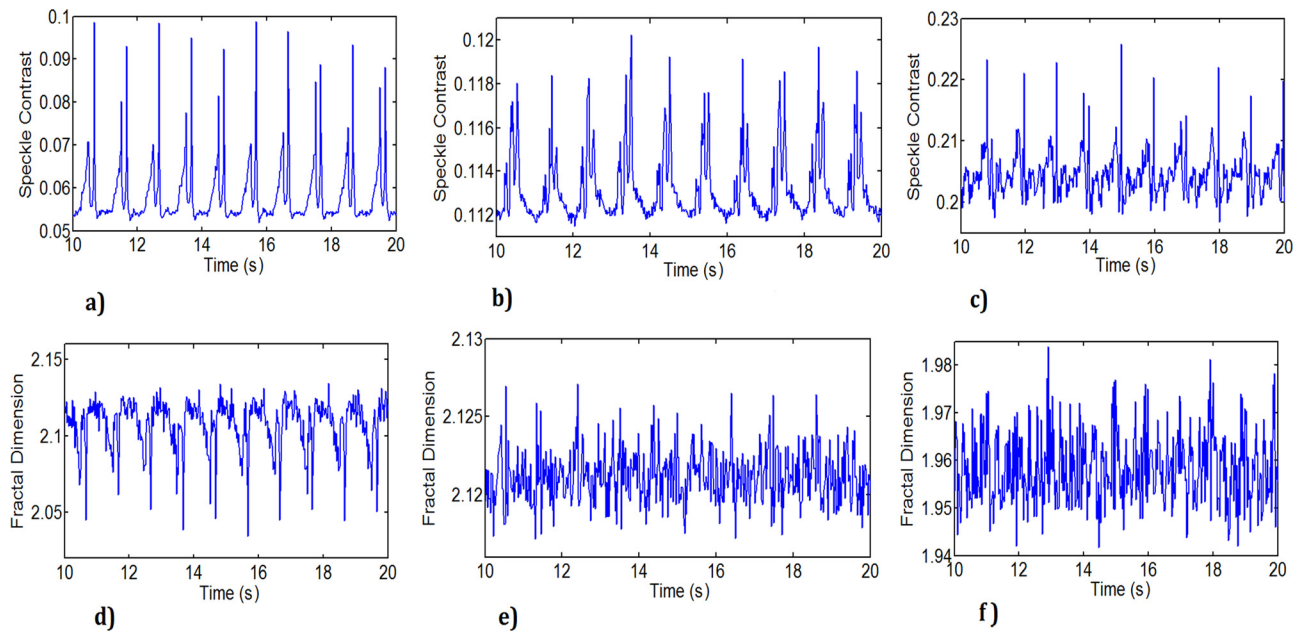 0.1
0.09
0.08
0.07
0.06
0.05
Speckle Contrast
10 12 14 16 18 20
Time (s)
a)
0.12
0.118
0.116
0.114
0.112
Speckle Contrast
10 12 14 16 18 20
Time (s)
b)
0.23
0.22
0.21
0.2
Speckle Contrast
10 12 14 16 18 20
Time (s)
c)
2.15
2.1
2.05
Fractal Dimension
10 12 14 16 18 20
Time (s)
d)
2.13
2.125
2.12
Fractal Dimension
10 12 14 16 18 20
Time (s)
e)
1.98
1.97
1.96
1.95
1.94
Fractal Dimension
10 12 14 16 18 20
Time (s)
f)